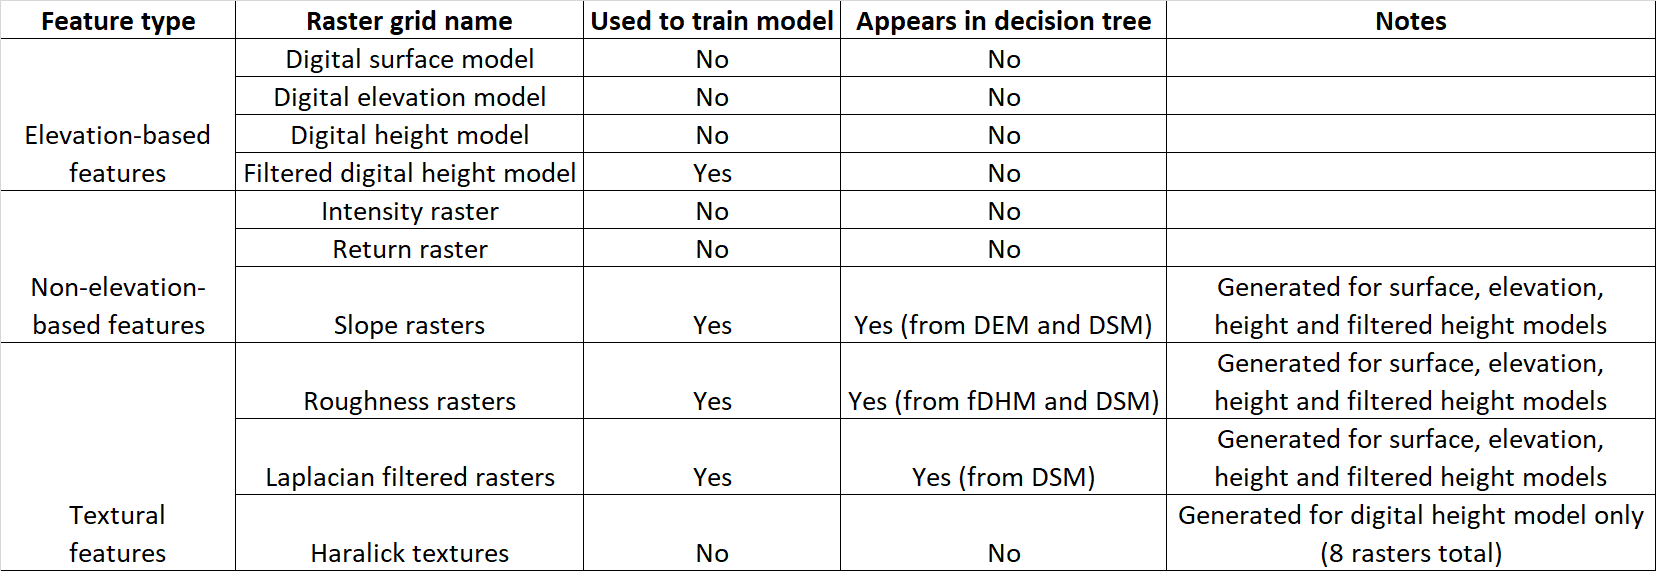 Feature type Raster grid name Used to train model Appears in decision tree Notes
Digital surface model No No
Digital elevation model No No
Elevation-based Digital height model No No
features Filtered digital height model Yes No
Intensity raster No No
Return raster No No
Non-elevation- Generated for surface, elevation,
based features Slope rasters Yes Yes (from DEM and DSM) height and filtered height models
Generated for surface, elevation,
Roughness rasters Yes Yes (from fDHM and DSM) height and filtered height models
Generated for surface, elevation,
Laplacian filtered rasters Yes Yes (from DSM) height and filtered height models
Textural Generated for digital height model only
features Haralick textures No No (8 rasters total)